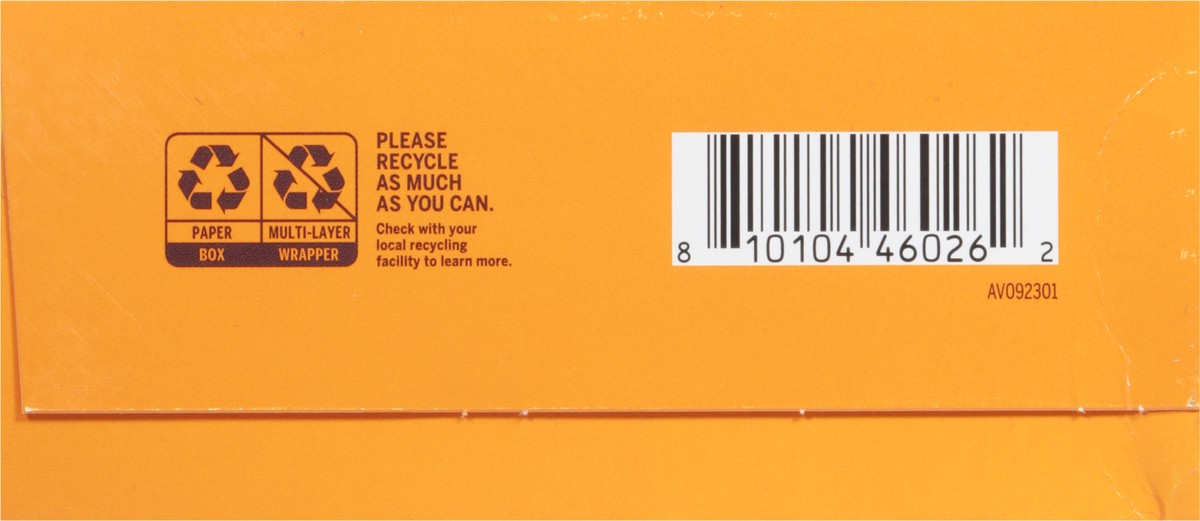 PLEASE
RECYCLE
AS MUCH
AS YOU CAN.
Check with your
local recycling
facility to learn more.
PAPER
MULTI-LAYER
BOX
WRAPPER
8 10104 46026 2
AV092301